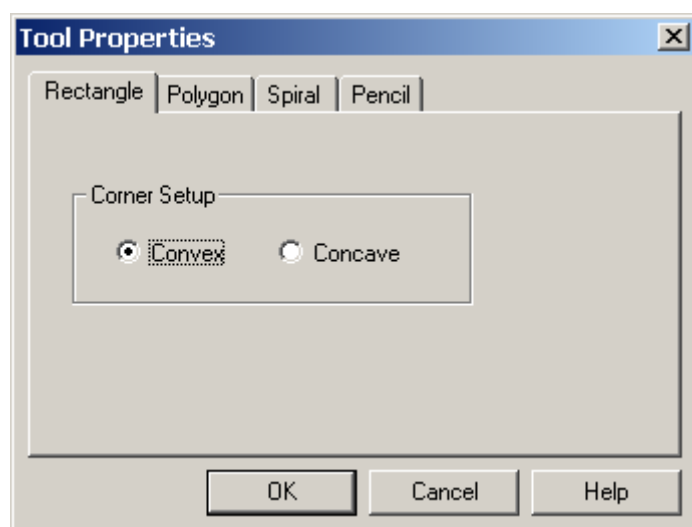 Tool Properties
Rectangle Polygon Spiral Pencil
Corner Setup
Convex Concave
OK Cancel Help